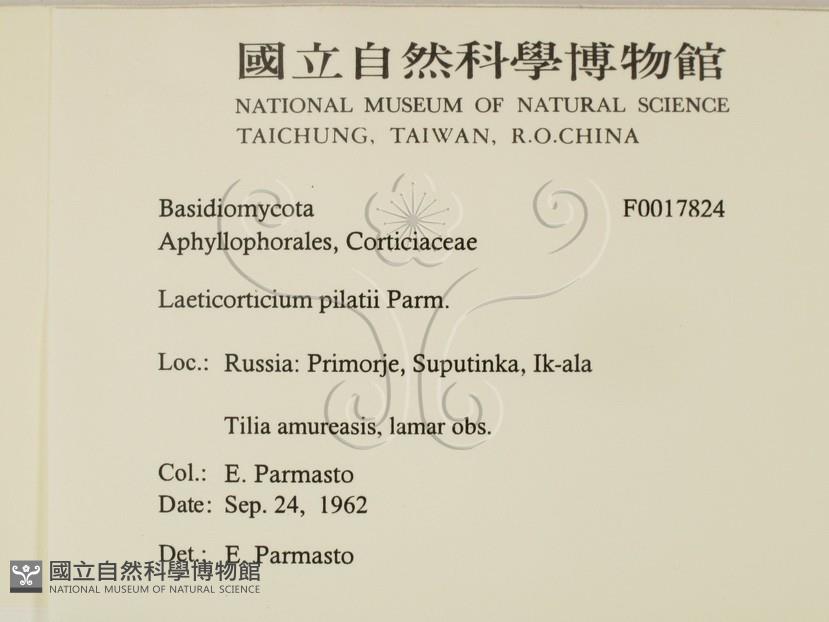 國立自然科學博物館
NATIONAL MUSEUM OF NATURAL SCIENCE
TAICHUNG, TAIWAN, R.O.CHINA
Basidiomycota F0017824
Aphyllophorales, Corticiaceae
Laeticorticium pilatii Parm.
Loc.: Russia: Primorje, Suputinka, Ik-ala
Tilia amureasis, lamar obs.
Col.: E. Parmasto
Date: Sep. 24, 1962
Det.: E. Parmasto
國立自然科學博物館
NATIONAL MUSEUM OF NATURAL SCIENCE